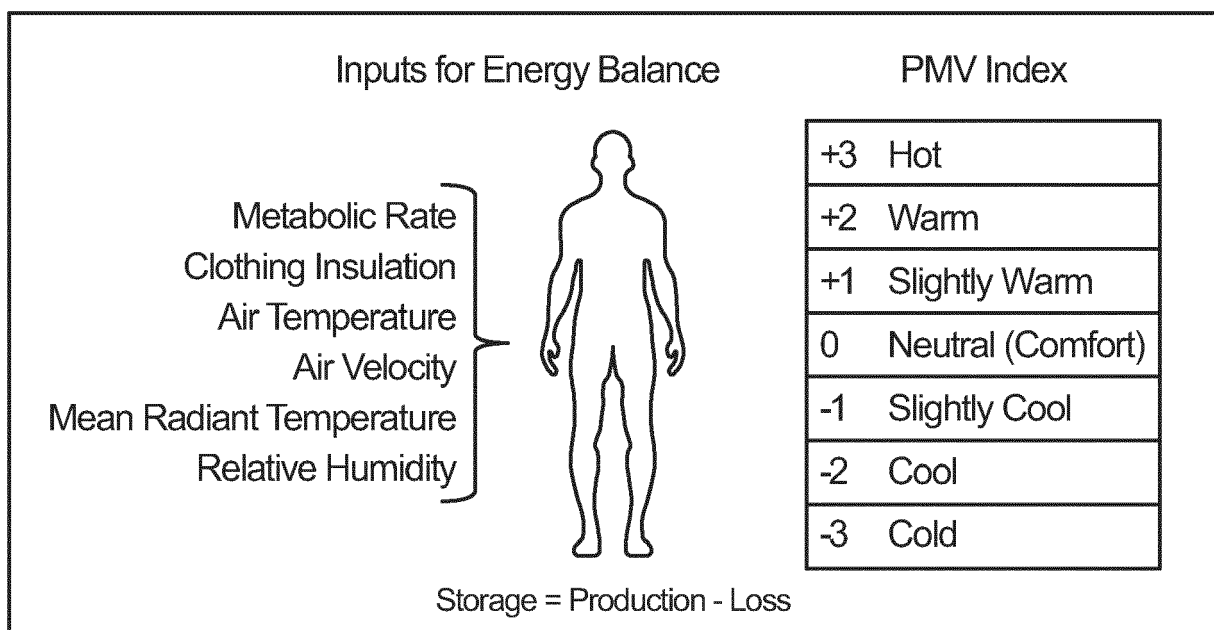 Inputs for Energy Balance
PMV Index
Metabolic Rate
Clothing Insulation
Air Temperature
Air Velocity
Mean Radiant Temperature
Relative Humidity
+3 Hot
+2 Warm
+1 Slightly Warm
0 Neutral (Comfort)
-1 Slightly Cool
-2 Cool
-3 Cold
Storage = Production - Loss